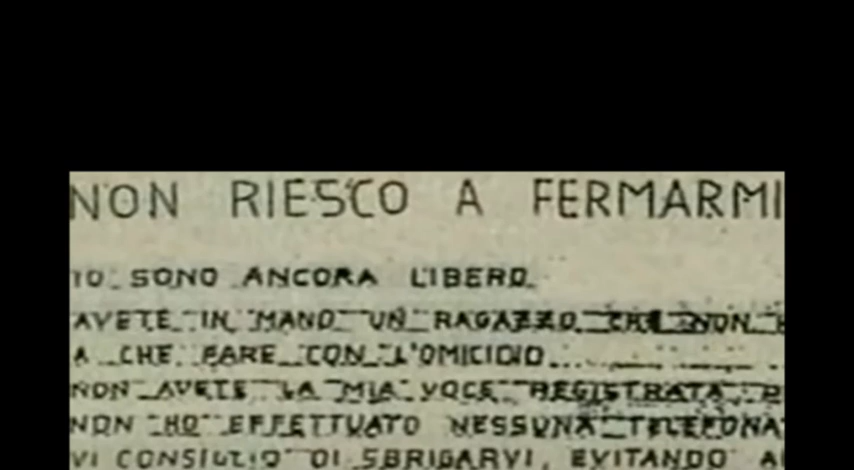 NON RIESCO A FERMARMI
IO SONO ANCORA LIBERO
AVETE IN MANO UN RAGAZZO CHE NON
A CHE FARE CON L'OMICIDIO
NON AVETE LA MIA VOCE REGISTRATA
NON HO EFFETTUATO NESSUNA TELEFONA
VI CONSIGLIO DI SBRIGARVI, EVITANDO